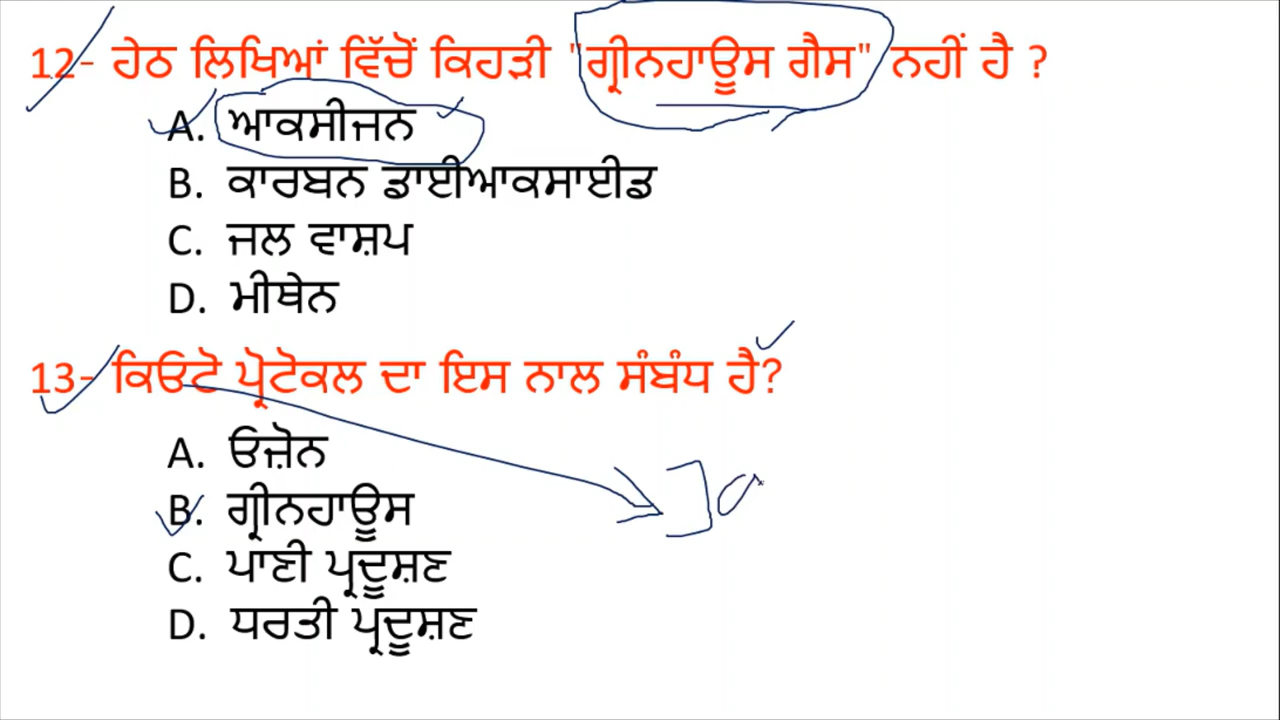 12- ਹੇਠ ਲਿਖਿਆਂ ਵਿੱਚੋਂ ਕਿਹੜੀ "ਗ੍ਰੀਨਹਾਊਸ ਗੈਸ" ਨਹੀਂ ਹੈ ?
A. ਆਕਸੀਜਨ
B. ਕਾਰਬਨ ਡਾਈਆਕਸਾਈਡ
C. ਜਲ ਵਾਸ਼ਪ
D. ਮੀਥੇਨ
13- ਕਿਓਟੋ ਪ੍ਰੋਟੋਕਲ ਦਾ ਇਸ ਨਾਲ ਸੰਬੰਧ ਹੈ?
A. ਓਜ਼ੋਨ
B. ਗ੍ਰੀਨਹਾਊਸ
C. ਪਾਣੀ ਪ੍ਰਦੂਸ਼ਣ
D. ਧਰਤੀ ਪ੍ਰਦੂਸ਼ਣ